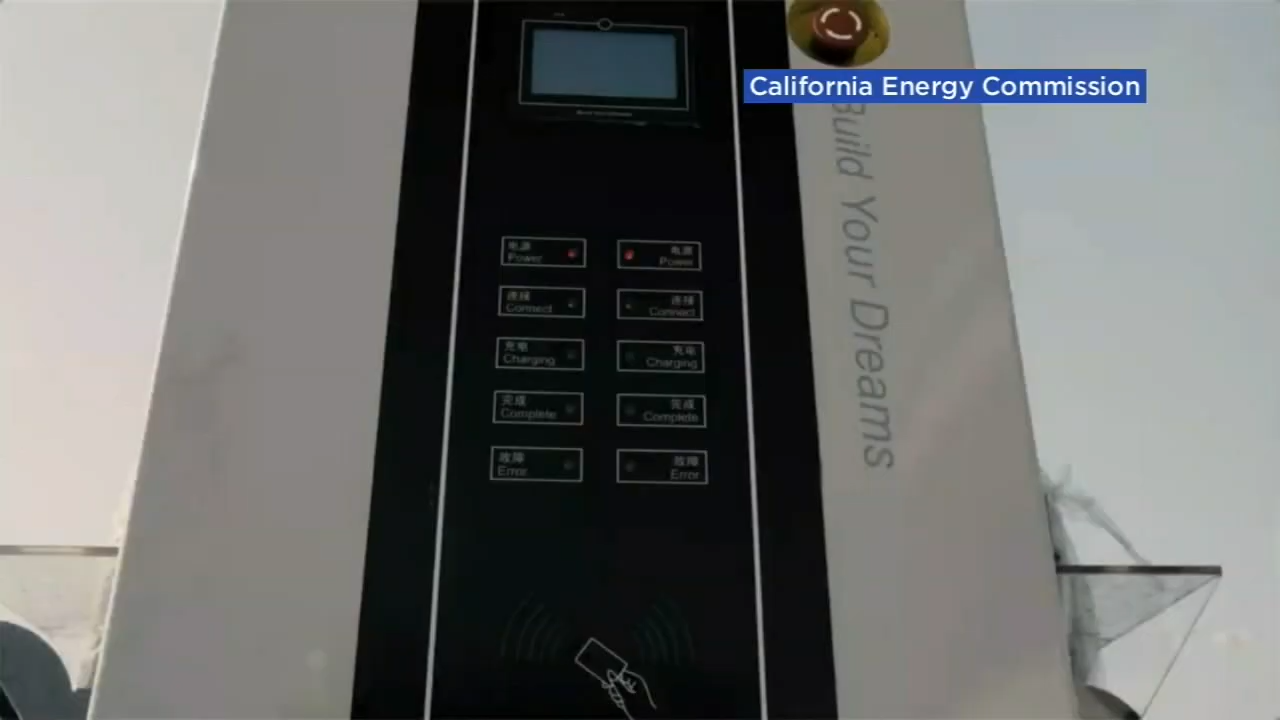 California Energy Commission
Build Your Dreams
电源
Power
电源
Power
连接
Connect
连接
Connect
充电
Charging
充电
Charging
完成
Complete
完成
Complete
故障
Error
故障
Error